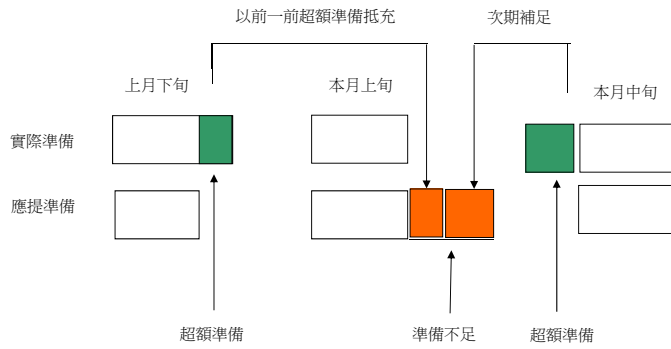 以前一前超額準備抵充
次期補足
上月下旬
本月上旬
本月中旬
實際準備
應提準備
超額準備
準備不足
超額準備